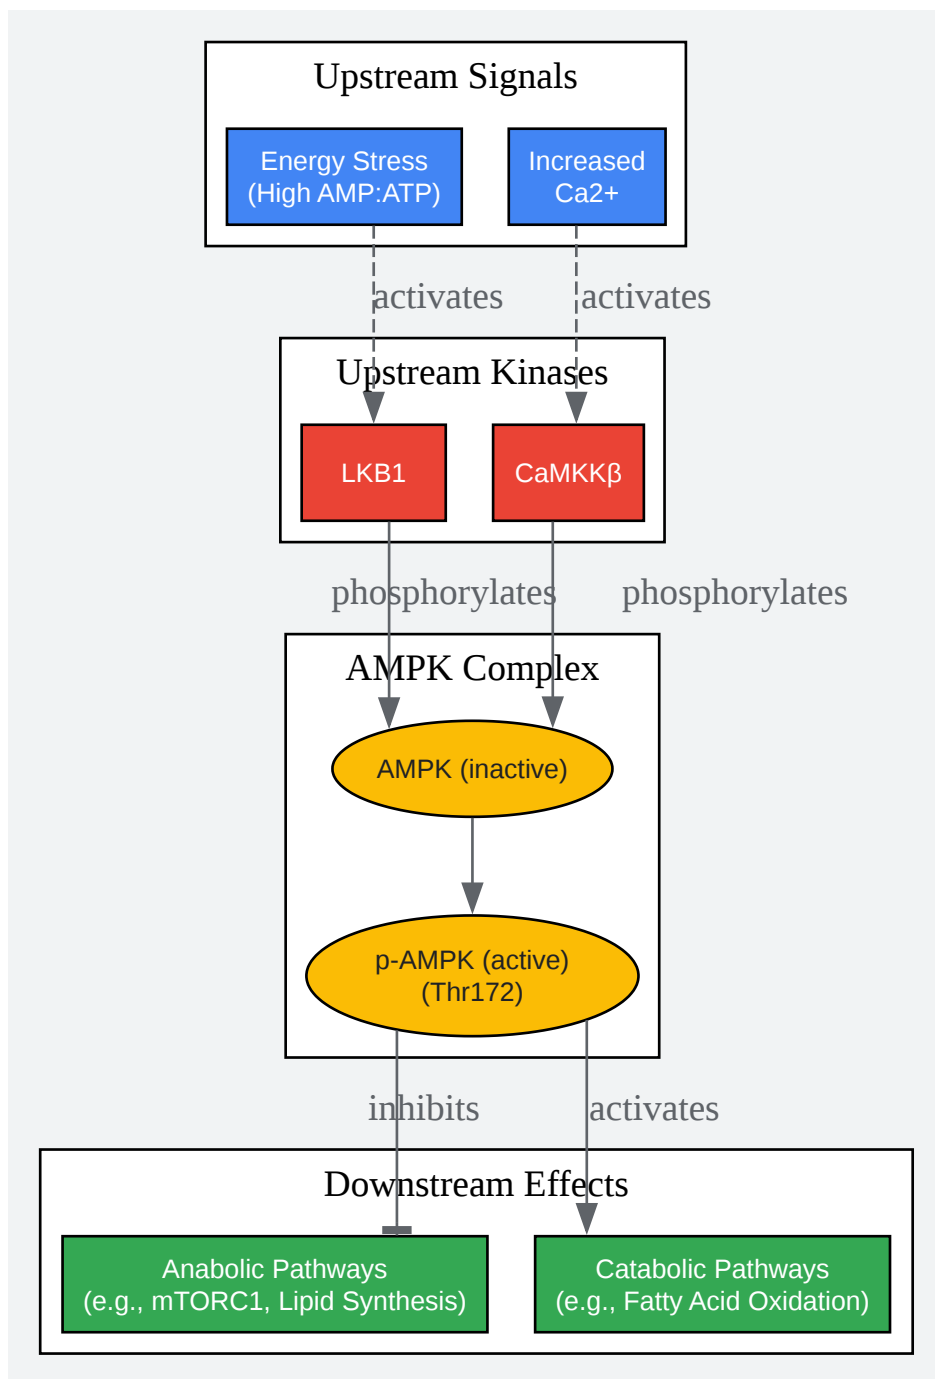 Upstream Signals
Energy Stress
(High AMP:ATP)
Increased
Ca2+
activates
activates
Upstream Kinases
LKB1
CaMKKβ
phosphorylates
phosphorylates
AMPK Complex
AMPK (inactive)
p-AMPK (active)
(Thr172)
inhibits
activates
Downstream Effects
Anabolic Pathways
(e.g., mTORC1, Lipid Synthesis)
Catabolic Pathways
(e.g., Fatty Acid Oxidation)